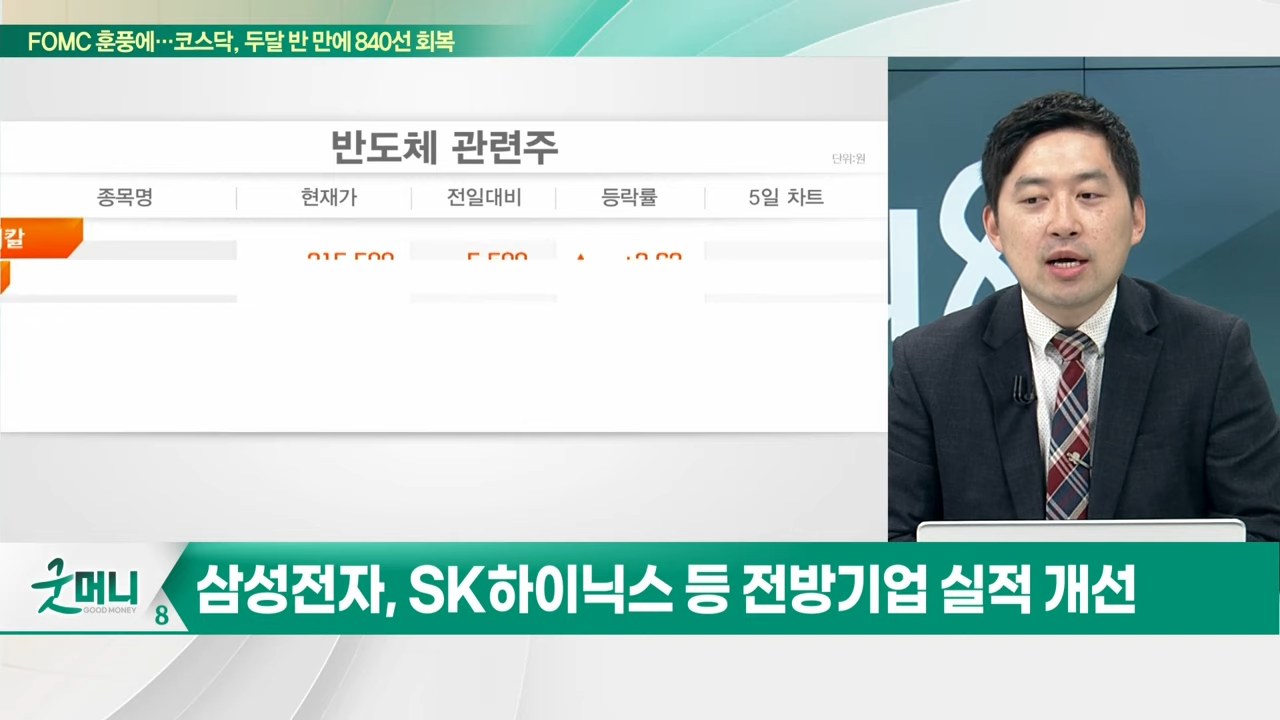 FOMC 훈풍에…코스닥, 두달 반 만에 840선 회복
반도체 관련주
단위:원
종목명 현재가 전일대비 등락률 5일 차트
칼
굿머니
GOOD MONEY
8
삼성전자, SK하이닉스 등 전방기업 실적 개선